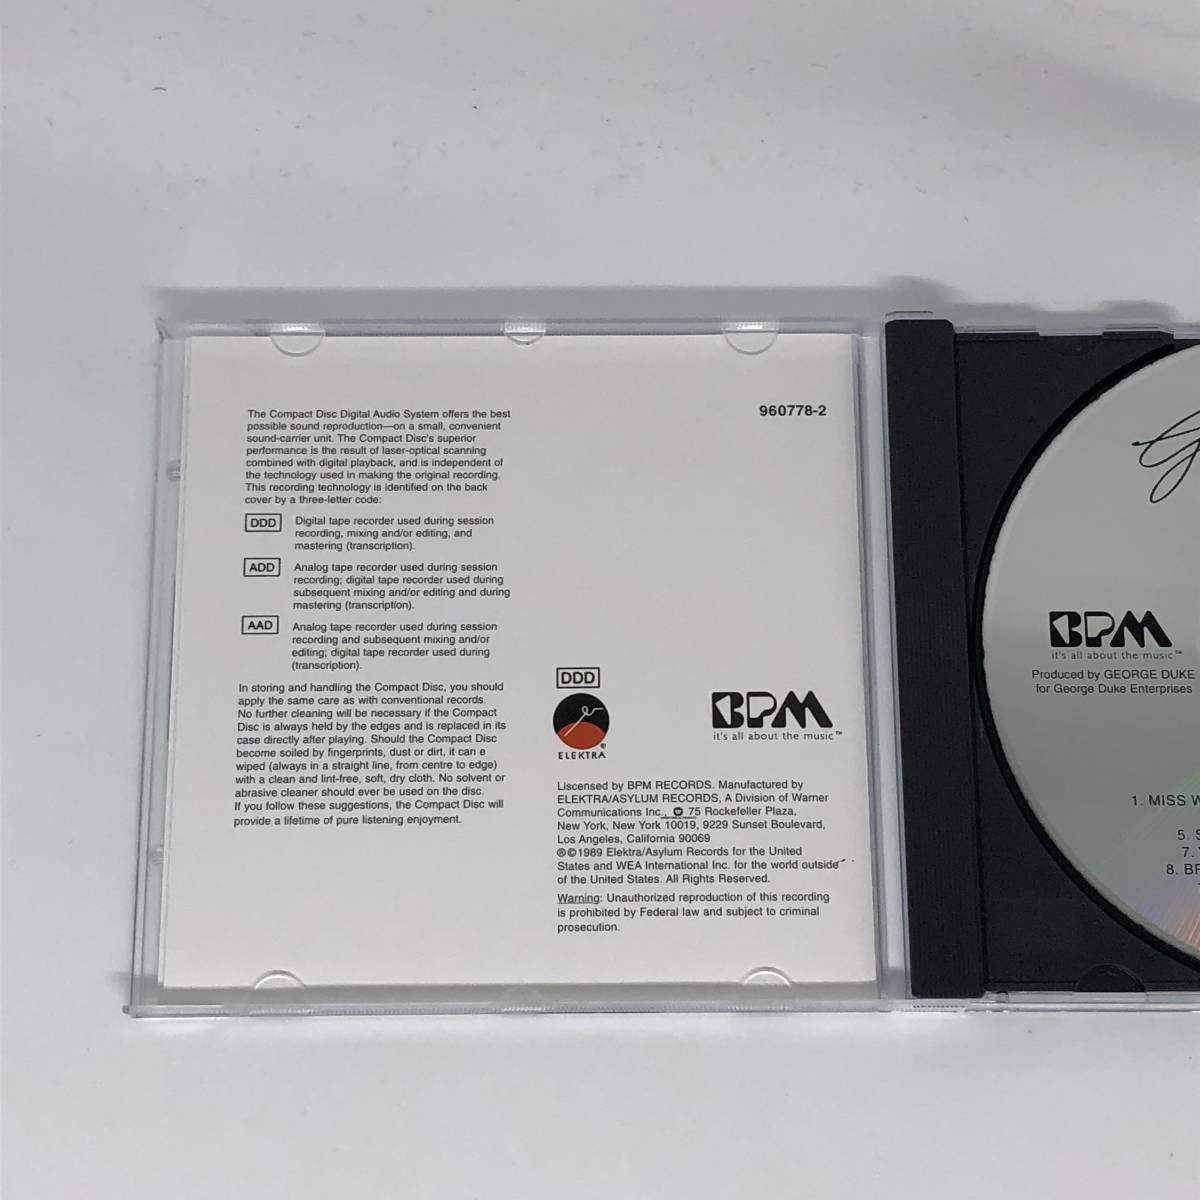 The Compact Disc Digital Audio System offers the best
possible sound reproduction—on a small, convenient
sound-carrier unit. The Compact Disc's superior
performance is the result of laser-optical scanning
combined with digital playback, and is independent of
the technology used in making the original recording.
This recording technology is identified on the back
cover by a three-letter code:
DDD Digital tape recorder used during session
recording, mixing and/or editing, and
mastering (transcription).
ADD Analog tape recorder used during session
recording; digital tape recorder used during
subsequent mixing and/or editing and during
mastering (transcription).
AAD Analog tape recorder used during session
recording and subsequent mixing and/or
editing; digital tape recorder used during
(transcription).
In storing and handling the Compact Disc, you should
apply the same care as with conventional records.
No further cleaning will be necessary if the Compact
Disc is always held by the edges and is replaced in its
case directly after playing. Should the Compact Disc
become soiled by fingerprints, dust or dirt, it can e
wiped (always in a straight line, from centre to edge)
with a clean and lint-free, soft, dry cloth. No solvent or
abrasive cleaner should ever be used on the disc.
If you follow these suggestions, the Compact Disc will
provide a lifetime of pure listening enjoyment.
960778-2
DDD
ELEKTRA®
BPM
it's all about the music™
Liscensed by BPM RECORDS. Manufactured by
ELEKTRA/ASYLUM RECORDS, A Division of Warner
Communications Inc., 75 Rockefeller Plaza,
New York, New York 10019, 9229 Sunset Boulevard,
Los Angeles, California 90069
℗©1989 Elektra/Asylum Records for the United
States and WEA International Inc. for the world outside
of the United States. All Rights Reserved.
Warning: Unauthorized reproduction of this recording
is prohibited by Federal law and subject to criminal
prosecution.
BPM
it's all about the music™
Produced by GEORGE DUKE
for George Duke Enterprises
1. MISS W
5. S
7.
8. BR